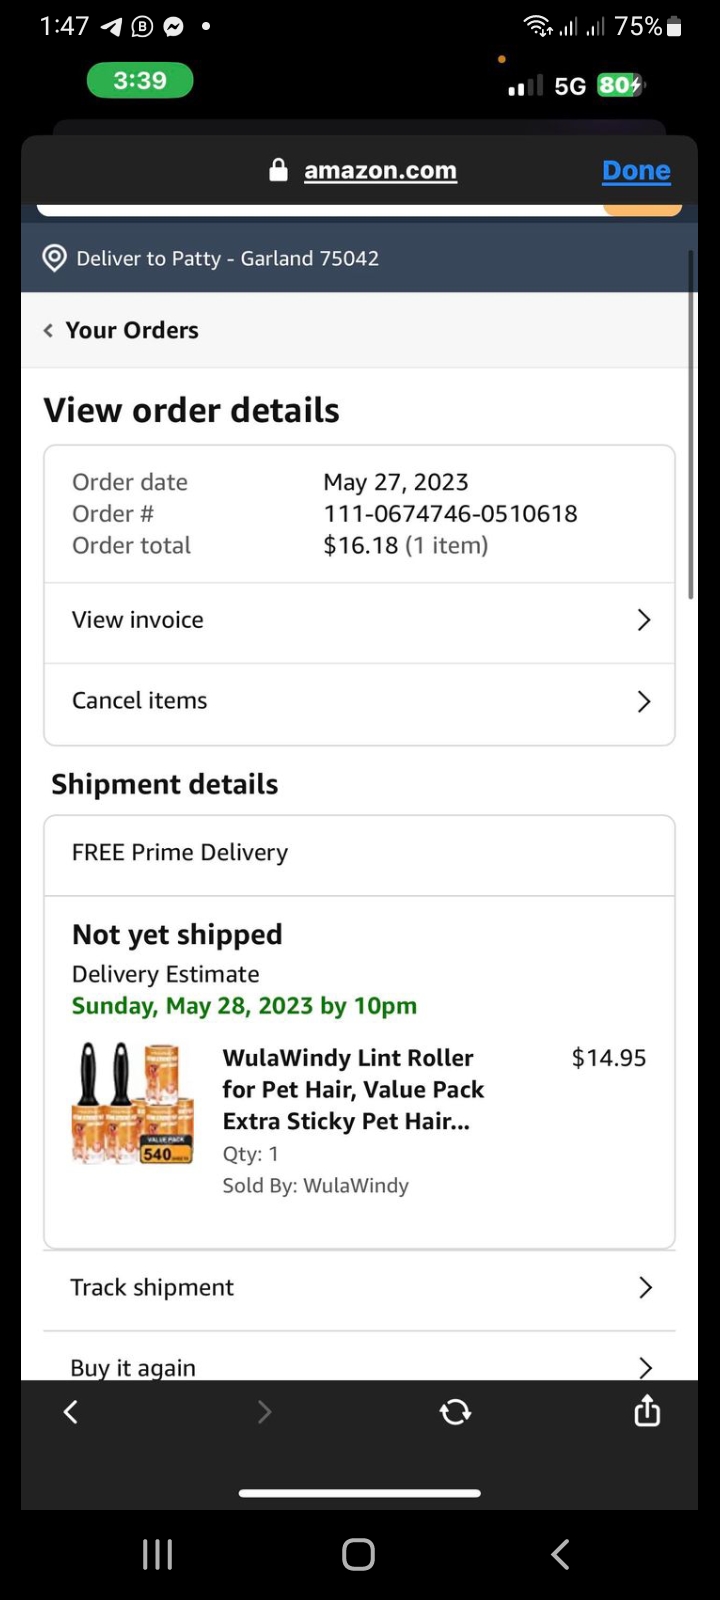 1:47 75%
3:39 5G 80
amazon.com Done
Deliver to Patty - Garland 75042
Your Orders
View order details
Order date May 27, 2023
Order # 111-0674746-0510618
Order total $16.18 (1 item)
View invoice
Cancel items
Shipment details
FREE Prime Delivery
Not yet shipped
Delivery Estimate
Sunday, May 28, 2023 by 10pm
WulaWindy Lint Roller $14.95
for Pet Hair, Value Pack
Extra Sticky Pet Hair...
Qty: 1
Sold By: WulaWindy
VALUE PACK
540
Track shipment
Buy it again